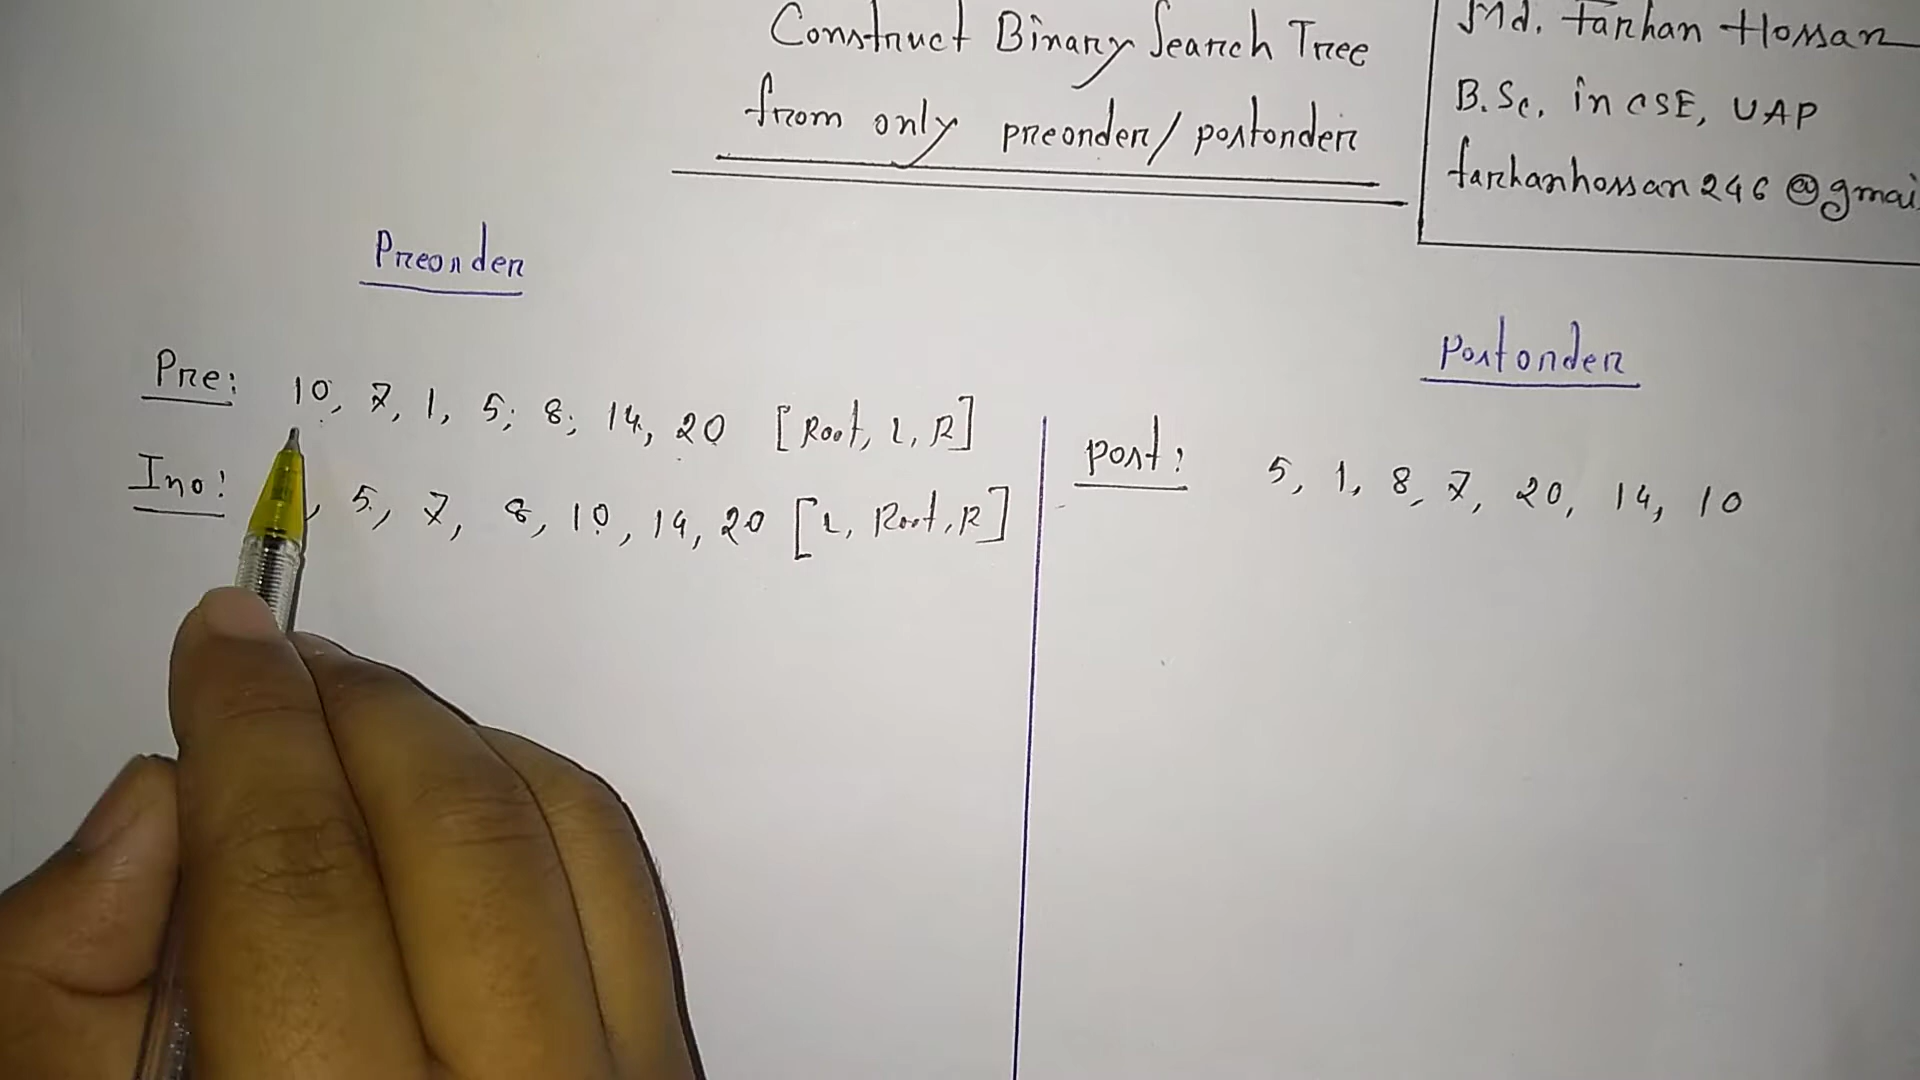 Construct Binary Search Tree
from only preorder/postorder
Md. Farhan Hossan
B.Sc. in CSE, UAP
farhanhossan246@gmai
Preorder
Pre: 10, 7, 1, 5, 8, 14, 20 [Root, L, R]
Ino: , 5, 7, 8, 10, 14, 20 [L, Root, R]
Postorder
post: 5, 1, 8, 7, 20, 14, 10